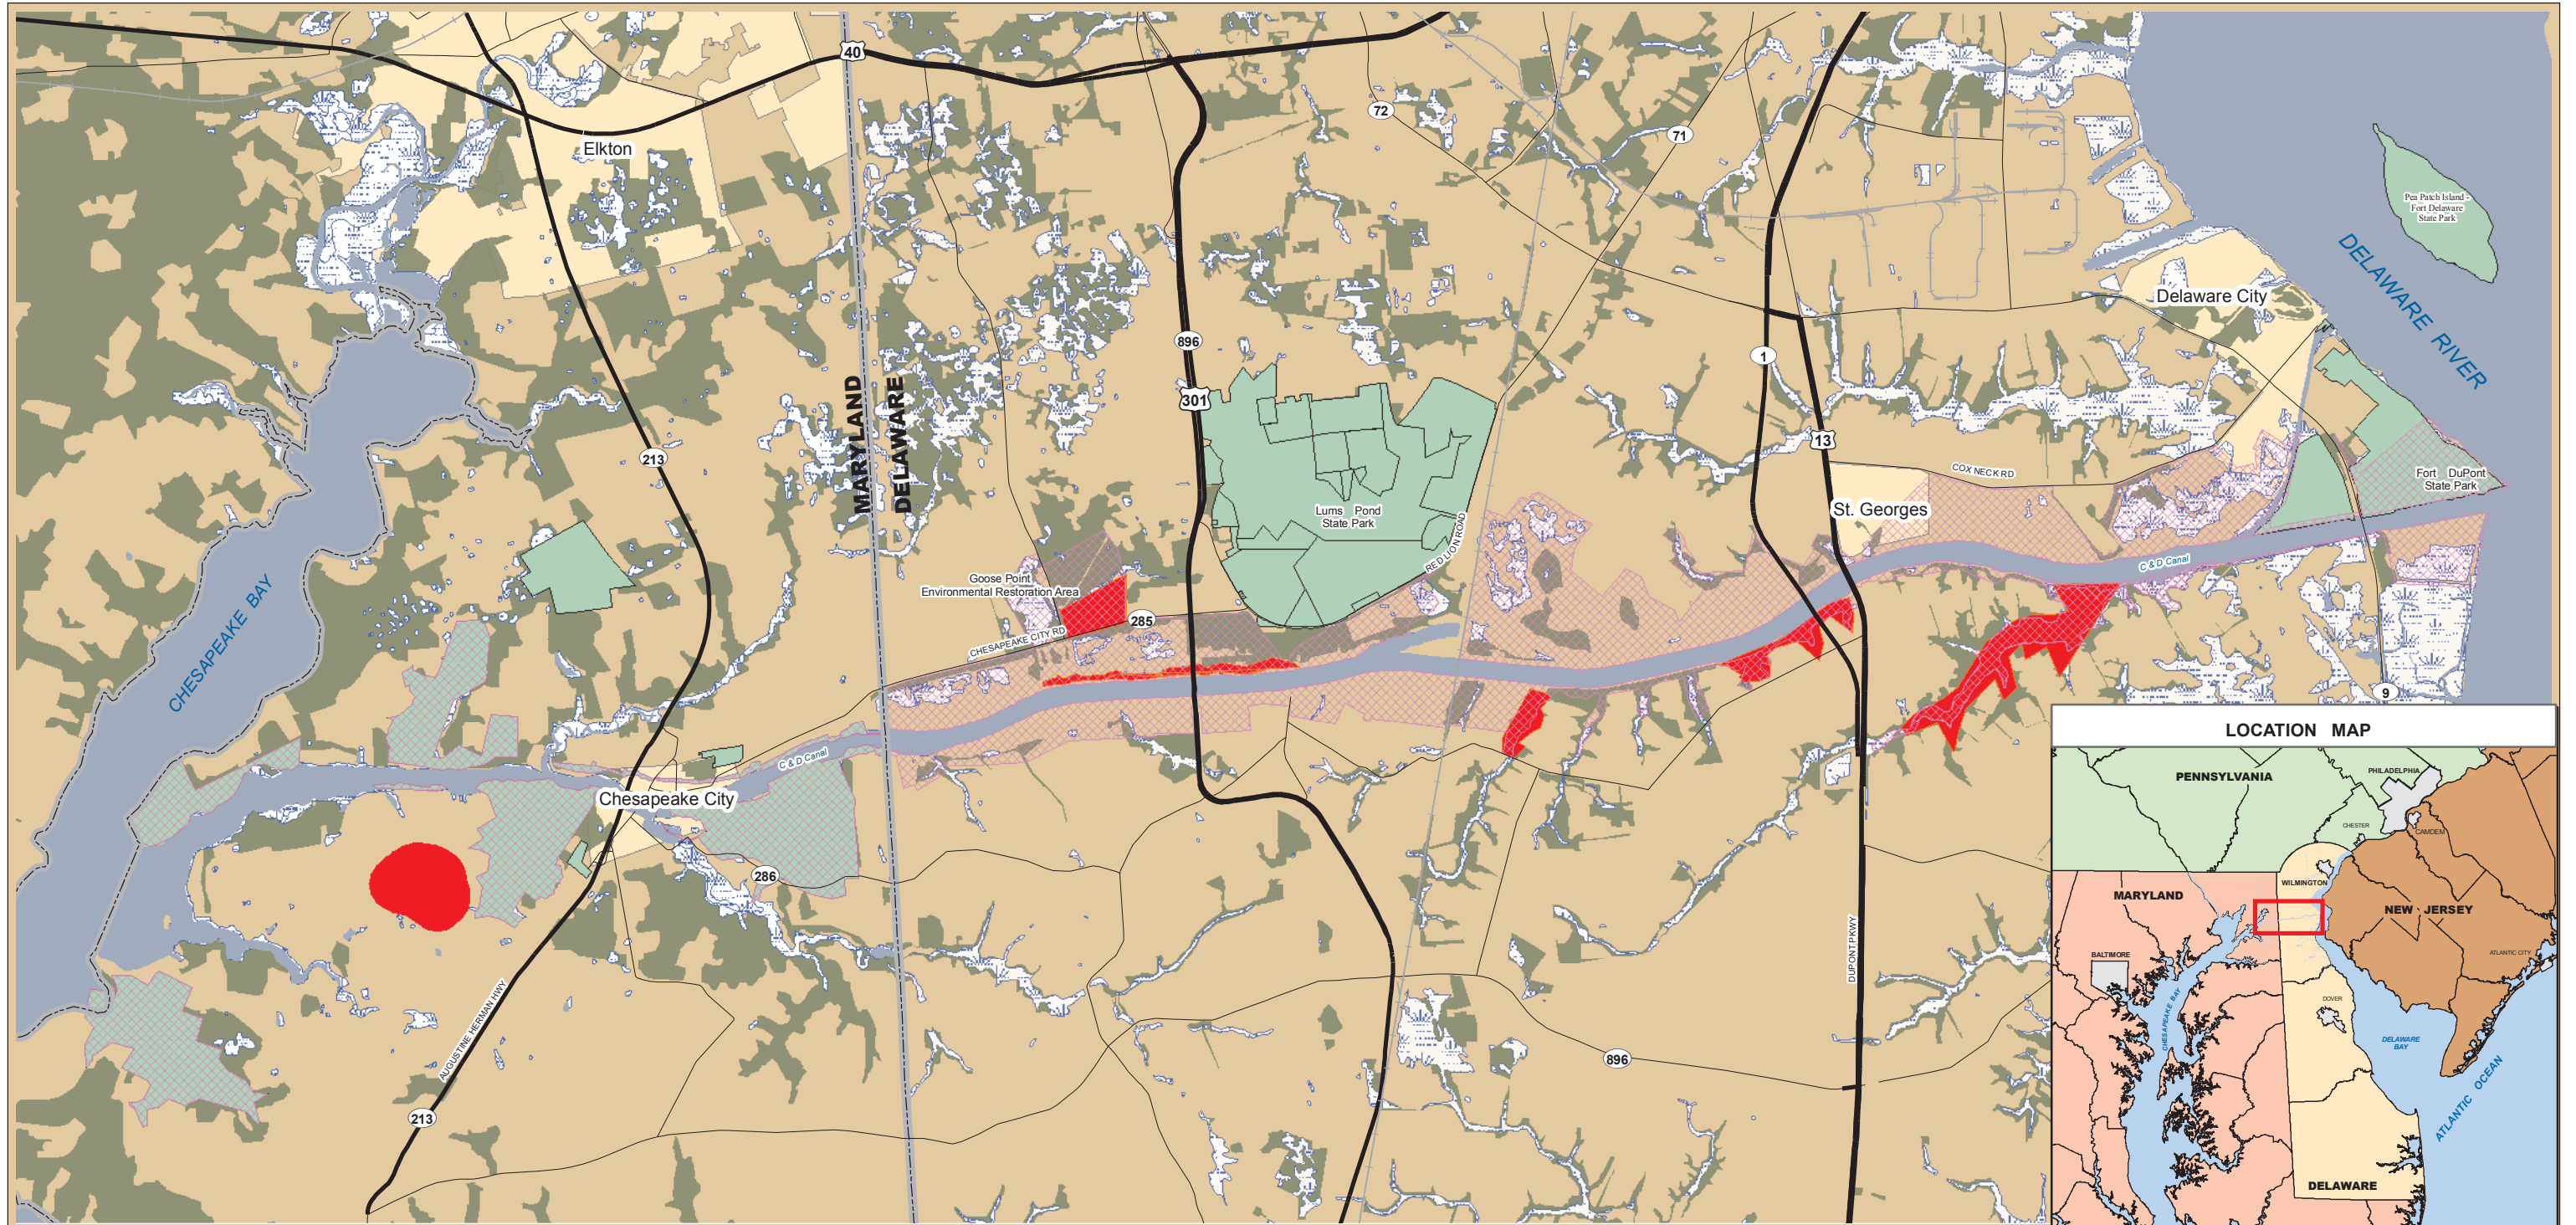 40
72
71
Elkton
Pea Patch Island -
Fort Delaware
State Park
DELAWARE RIVER
Delaware City
896
1
301
MARYLAND
DELAWARE
213
13
COX NECK RD
Fort DuPont
State Park
St. Georges
Lums Pond
State Park
RED LION ROAD
C & D Canal
Goose Point
Environmental Restoration Area
285
CHESAPEAKE CITY RD
CHESAPEAKE BAY
9
C & D Canal
Chesapeake City
286
AUGUSTINE HERMAN HWY
DUPONT PKWY
896
213
LOCATION MAP
PENNSYLVANIA
PHILADELPHIA
CHESTER
CAMDEM
WILMINGTON
MARYLAND
NEW JERSEY
BALTIMORE
ATLANTIC CITY
CHESAPEAKE BAY
DOVER
DELAWARE
BAY
ATLANTIC OCEAN
DELAWARE